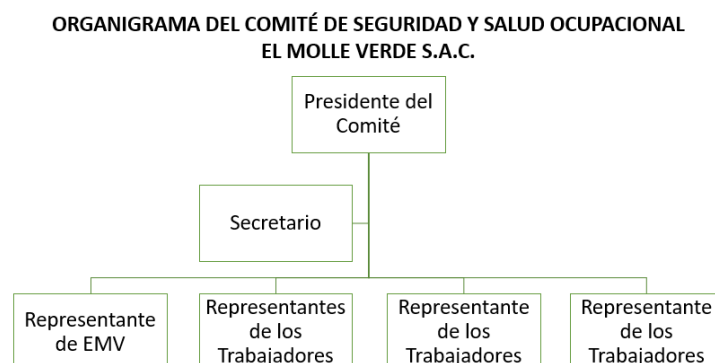 ORGANIGRAMA DEL COMITÉ DE SEGURIDAD Y SALUD OCUPACIONAL
EL MOLLE VERDE S.A.C.
Presidente del
Comité
Secretario
Representante
de EMV
Representantes
de los
Trabajadores
Representante
de los
Trabajadores
Representante
de los
Trabajadores